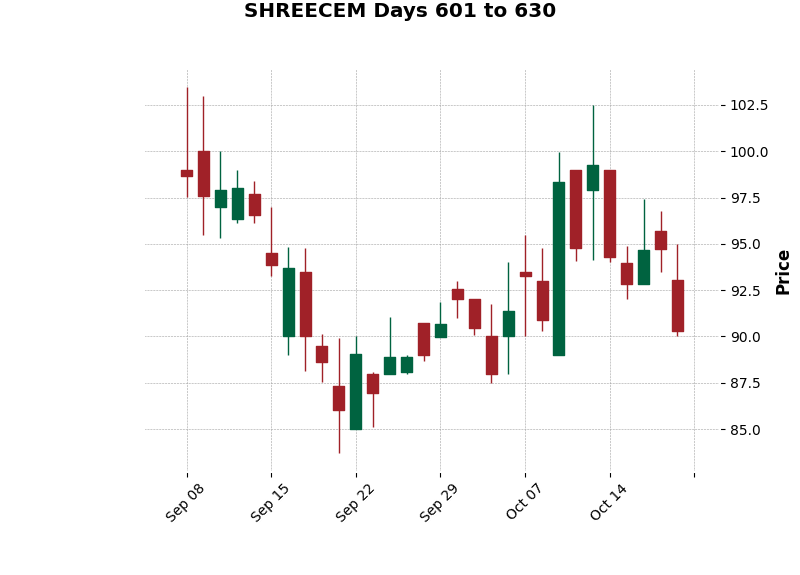 SHREECEM Days 601 to 630
102.5
100.0
97.5
95.0
92.5
90.0
87.5
85.0
Price
Sep 08
Sep 15
Sep 22
Sep 29
Oct 07
Oct 14